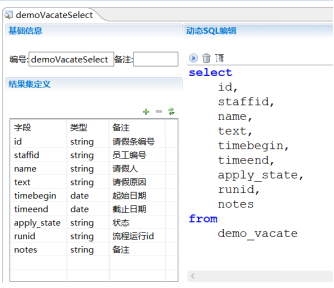 demoVacateSelect
基础信息
编号: demoVacateSelect 备注:
结果集定义
字段 类型 备注
id string 请假条编号
staffid string 员工编号
name string 请假人
text string 请假原因
timebegin date 起始日期
timeend date 截止日期
apply_state string 状态
runid string 流程运行id
notes string 备注
动态SQL编辑
select
id,
staffid,
name,
text,
timebegin,
timeend,
apply_state,
runid,
notes
from
demo_vacate